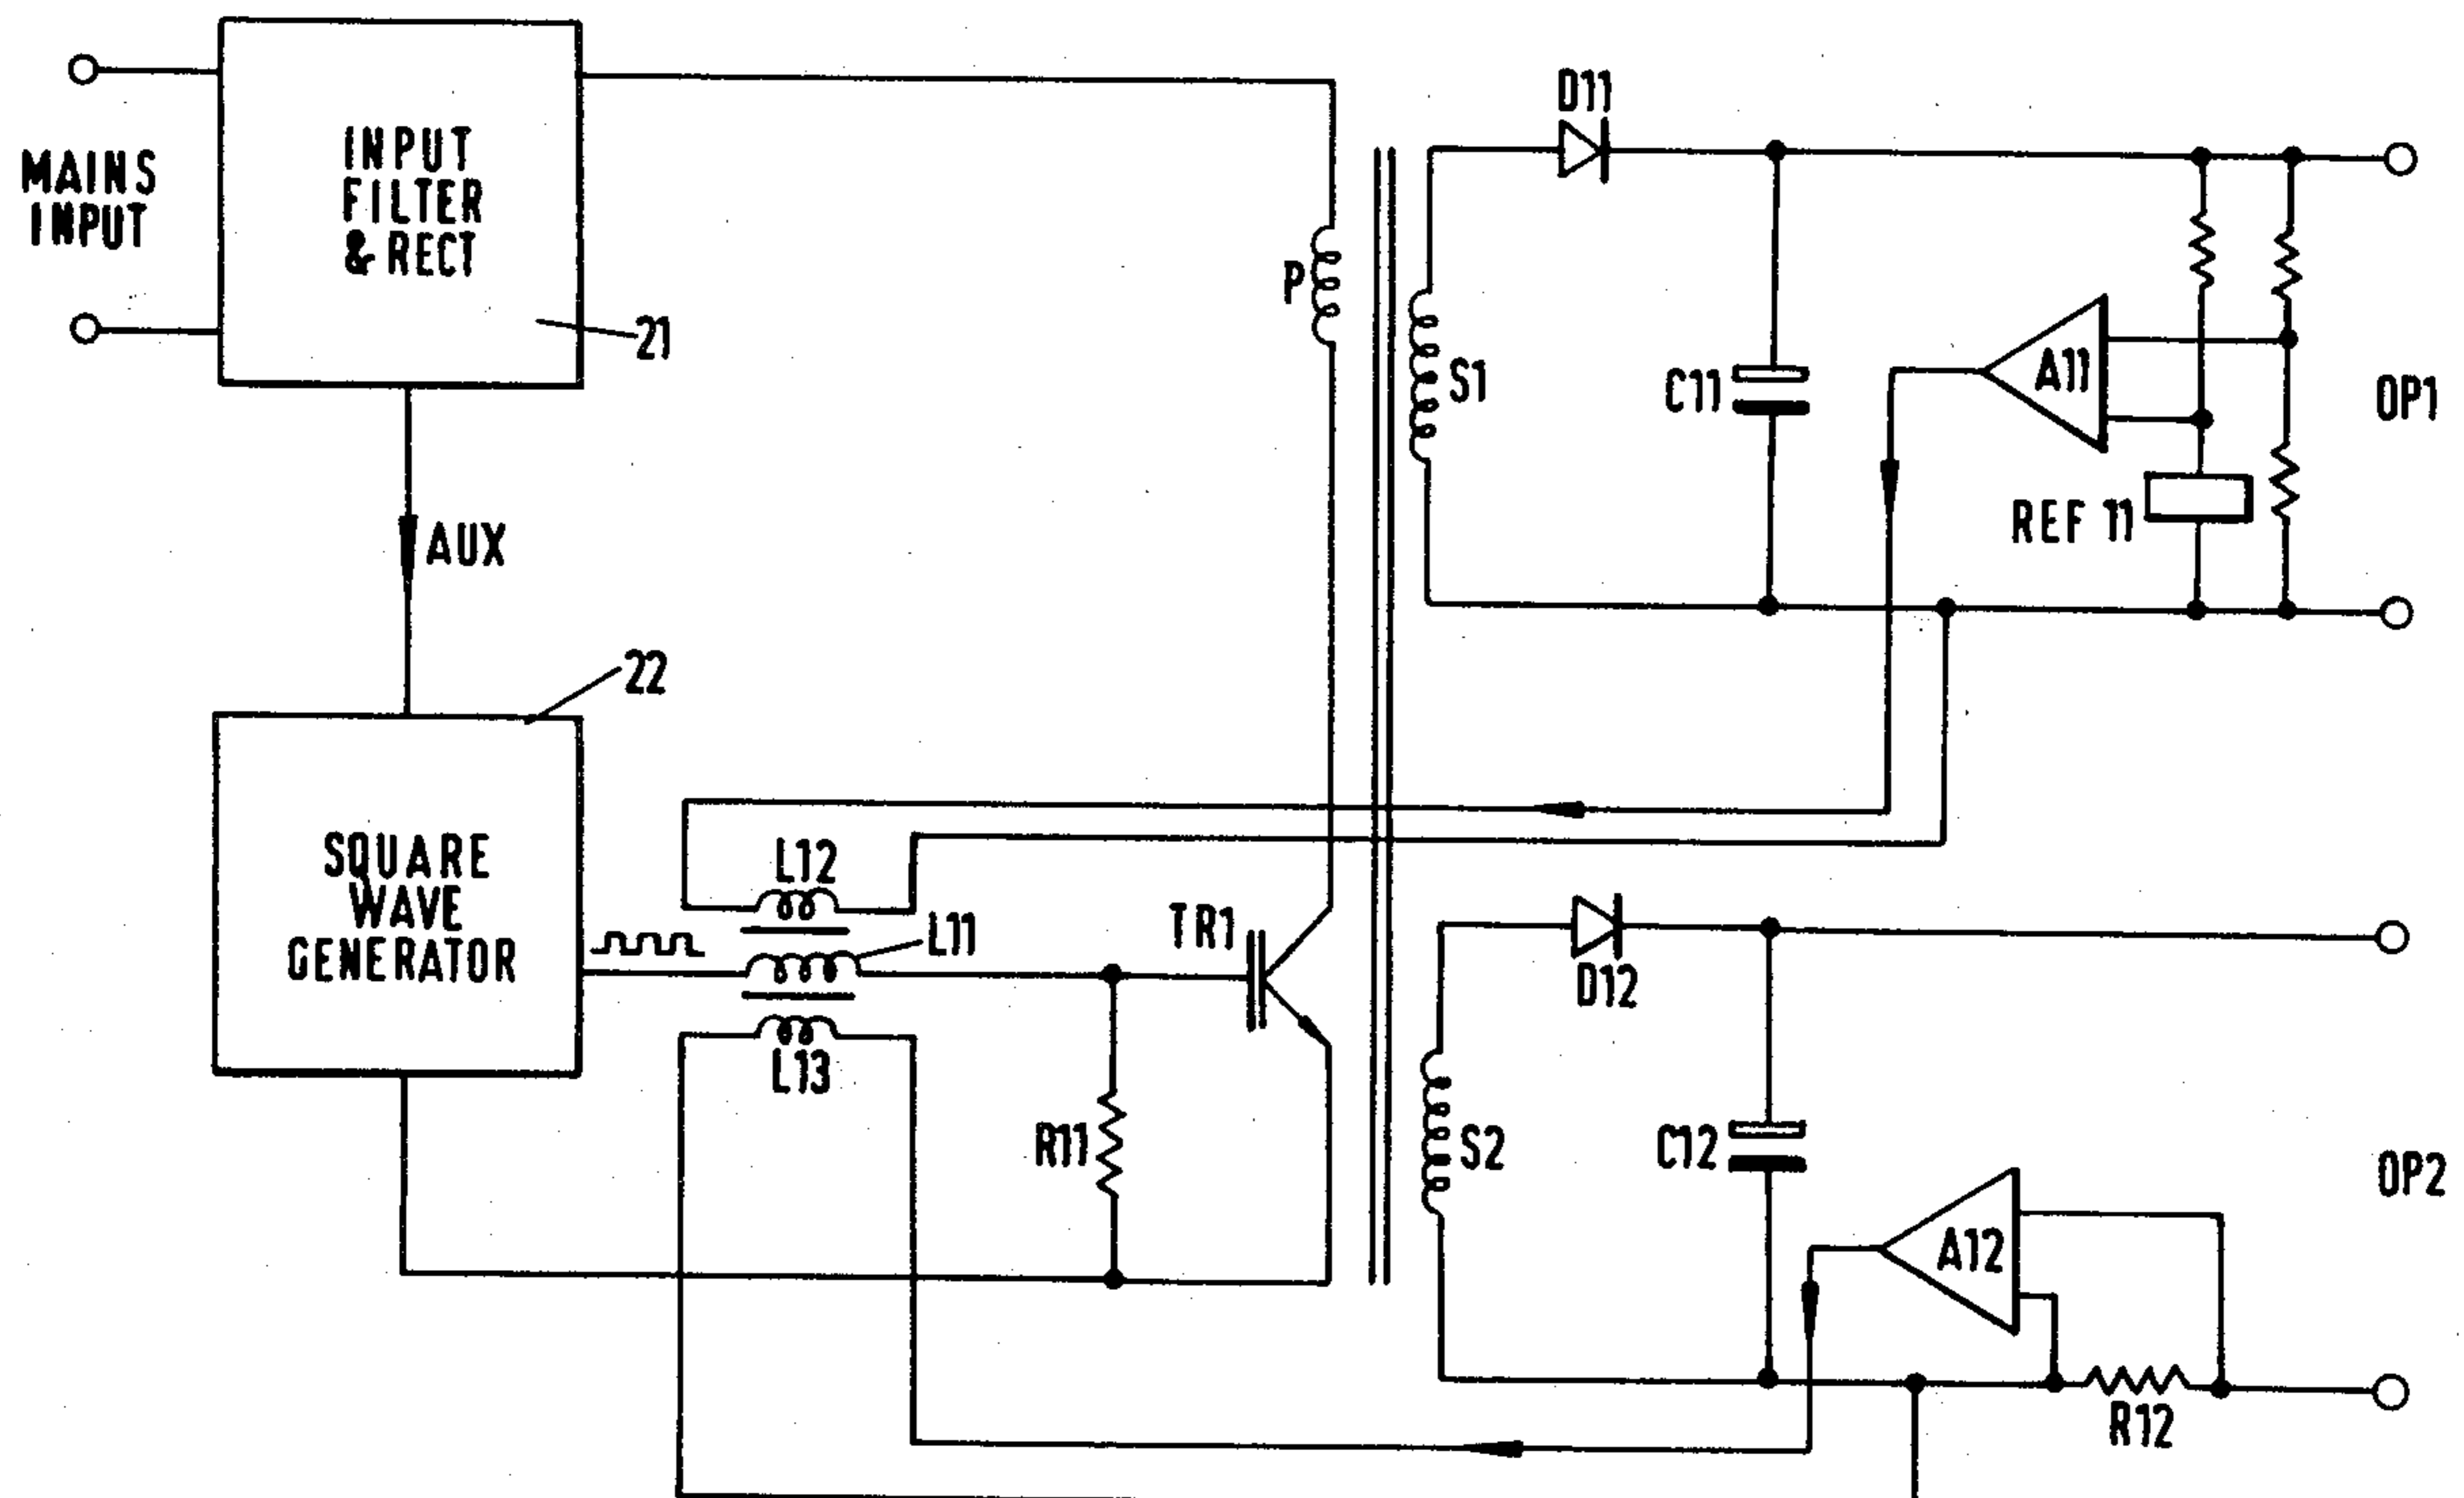 MAINS
INPUT
INPUT
FILTER
& RECT
21
AUX
22
SQUARE
WAVE
GENERATOR
L12
L11
L13
R11
TR1
P
S1
D11
C11
A11
REF 11
OP1
D12
S2
C12
A12
R12
OP2